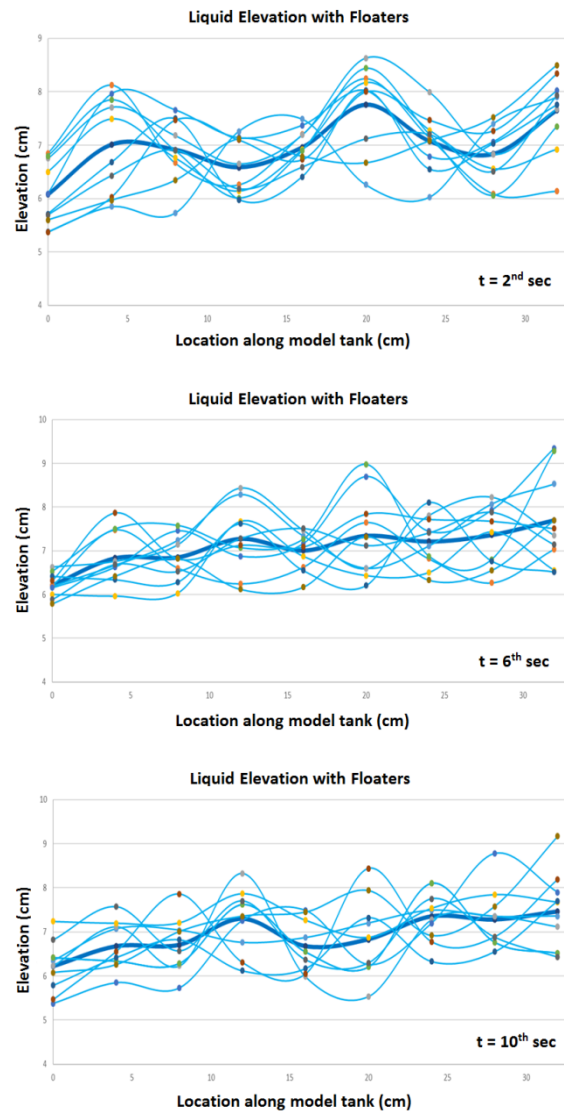 Liquid Elevation with Floaters
9
8
7
6
5
4
Elevation (cm)
0 5 10 15 20 25 30
t = 2nd sec
Location along model tank (cm)
Liquid Elevation with Floaters
10
9
8
7
6
5
4
Elevation (cm)
0 5 10 15 20 25 30
t = 6th sec
Location along model tank (cm)
Liquid Elevation with Floaters
10
9
8
7
6
5
4
Elevation (cm)
0 5 10 15 20 25 30
t = 10th sec
Location along model tank (cm)